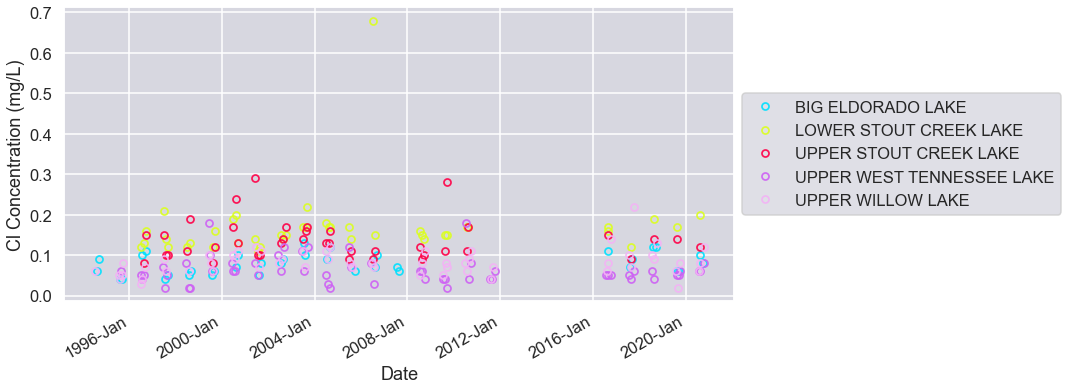 0.7
0.6
0.5
0.4
0.3
0.2
0.1
0.0
Cl Concentration (mg/L)
1996-Jan
2000-Jan
2004-Jan
2008-Jan
2012-Jan
2016-Jan
2020-Jan
Date
BIG ELDORADO LAKE
LOWER STOUT CREEK LAKE
UPPER STOUT CREEK LAKE
UPPER WEST TENNESSEE LAKE
UPPER WILLOW LAKE